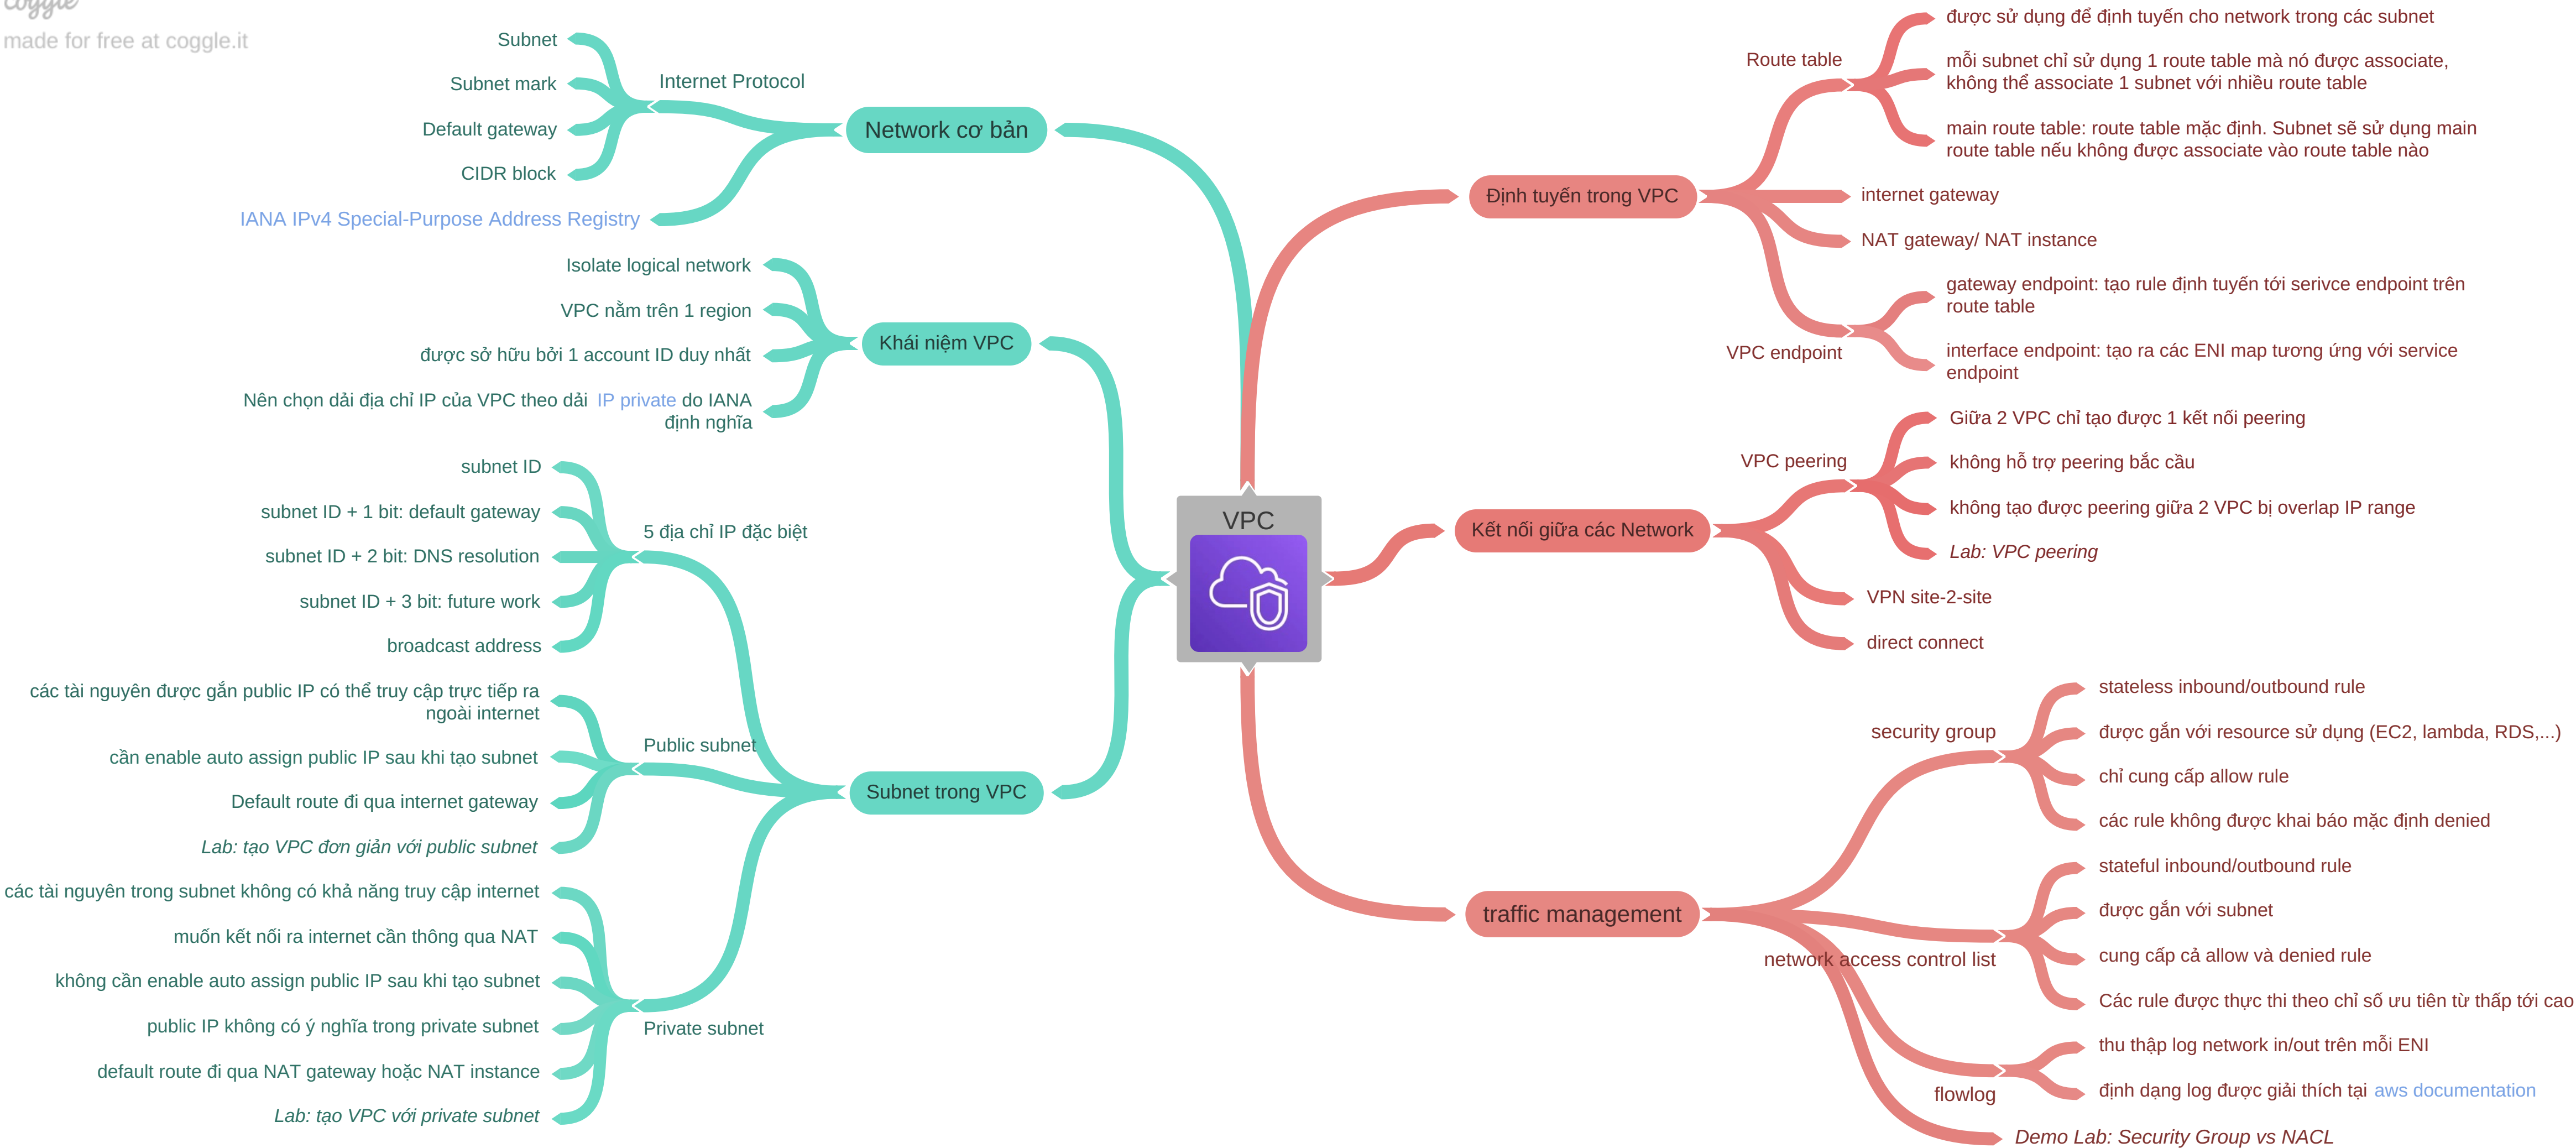 coggle
made for free at coggle.it
VPC
Network cơ bản
Internet Protocol
Subnet
Subnet mark
Default gateway
CIDR block
IANA IPv4 Special-Purpose Address Registry
Khái niệm VPC
Isolate logical network
VPC nằm trên 1 region
được sở hữu bởi 1 account ID duy nhất
Nên chọn dải địa chỉ IP của VPC theo dải IP private do IANA
định nghĩa
Subnet trong VPC
5 địa chỉ IP đặc biệt
subnet ID
subnet ID + 1 bit: default gateway
subnet ID + 2 bit: DNS resolution
subnet ID + 3 bit: future work
broadcast address
Public subnet
các tài nguyên được gắn public IP có thể truy cập trực tiếp ra
ngoài internet
cần enable auto assign public IP sau khi tạo subnet
Default route đi qua internet gateway
Lab: tạo VPC đơn giản với public subnet
Private subnet
các tài nguyên trong subnet không có khả năng truy cập internet
muốn kết nối ra internet cần thông qua NAT
không cần enable auto assign public IP sau khi tạo subnet
public IP không có ý nghĩa trong private subnet
default route đi qua NAT gateway hoặc NAT instance
Lab: tạo VPC với private subnet
Định tuyến trong VPC
Route table
được sử dụng để định tuyến cho network trong các subnet
mỗi subnet chỉ sử dụng 1 route table mà nó được associate,
không thể associate 1 subnet với nhiều route table
main route table: route table mặc định. Subnet sẽ sử dụng main
route table nếu không được associate vào route table nào
internet gateway
NAT gateway/ NAT instance
VPC endpoint
gateway endpoint: tạo rule định tuyến tới serivce endpoint trên
route table
interface endpoint: tạo ra các ENI map tương ứng với service
endpoint
Kết nối giữa các Network
VPC peering
Giữa 2 VPC chỉ tạo được 1 kết nối peering
không hỗ trợ peering bắc cầu
không tạo được peering giữa 2 VPC bị overlap IP range
Lab: VPC peering
VPN site-2-site
direct connect
traffic management
security group
stateless inbound/outbound rule
được gắn với resource sử dụng (EC2, lambda, RDS,...)
chỉ cung cấp allow rule
các rule không được khai báo mặc định denied
network access control list
stateful inbound/outbound rule
được gắn với subnet
cung cấp cả allow và denied rule
Các rule được thực thi theo chỉ số ưu tiên từ thấp tới cao
flowlog
thu thập log network in/out trên mỗi ENI
định dạng log được giải thích tại aws documentation
Demo Lab: Security Group vs NACL